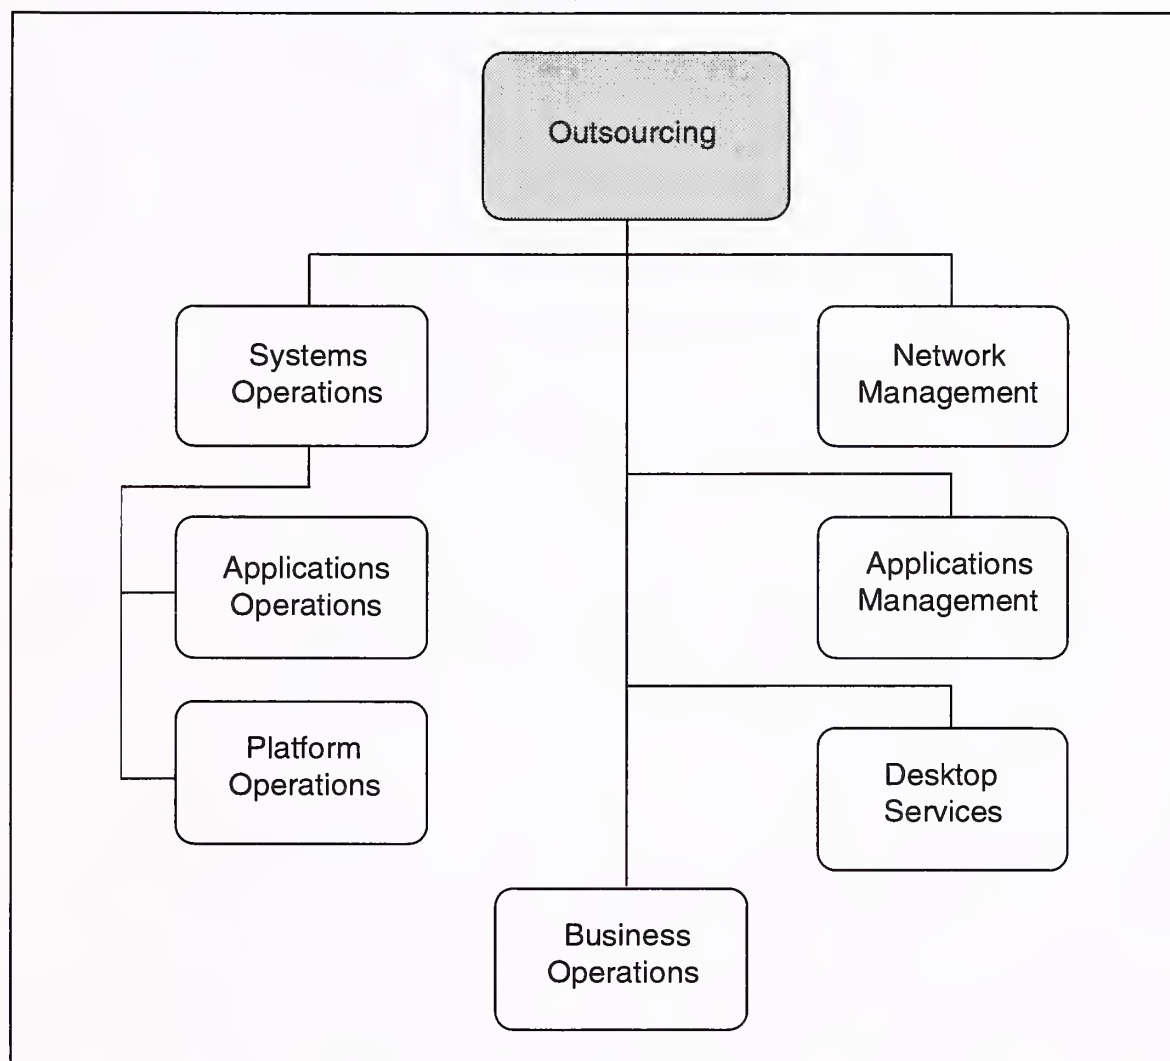 Outsourcing
Systems
Operations
Network
Management
Applications
Operations
Applications
Management
Platform
Operations
Desktop
Services
Business
Operations